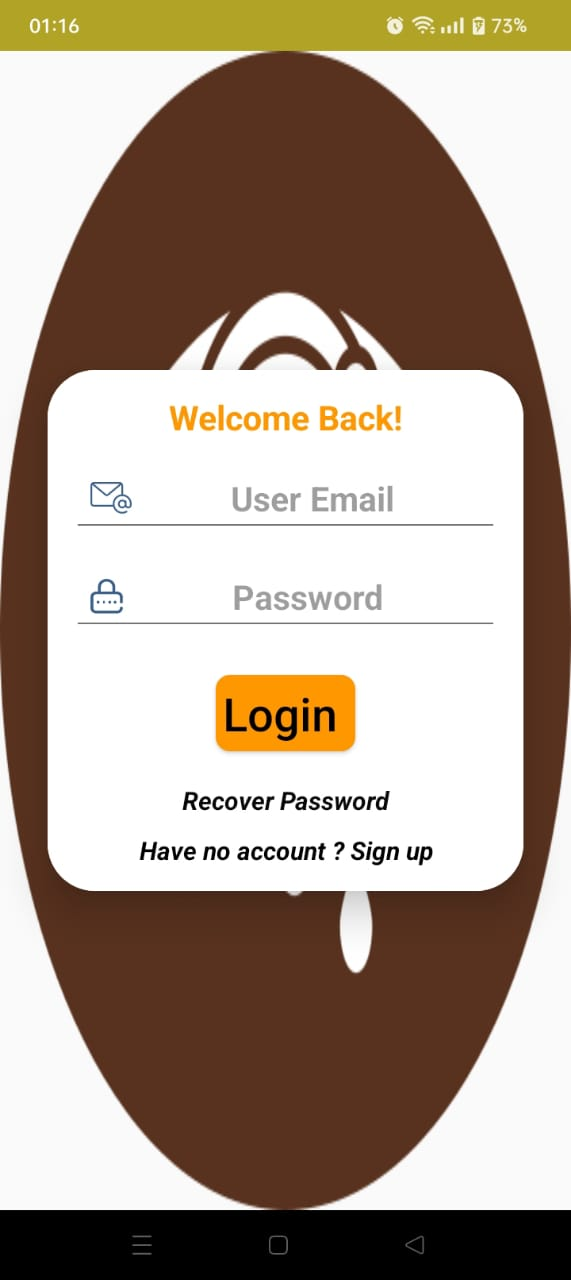 01:16
73%
Welcome Back!
User Email
Password
Login
Recover Password
Have no account ? Sign up